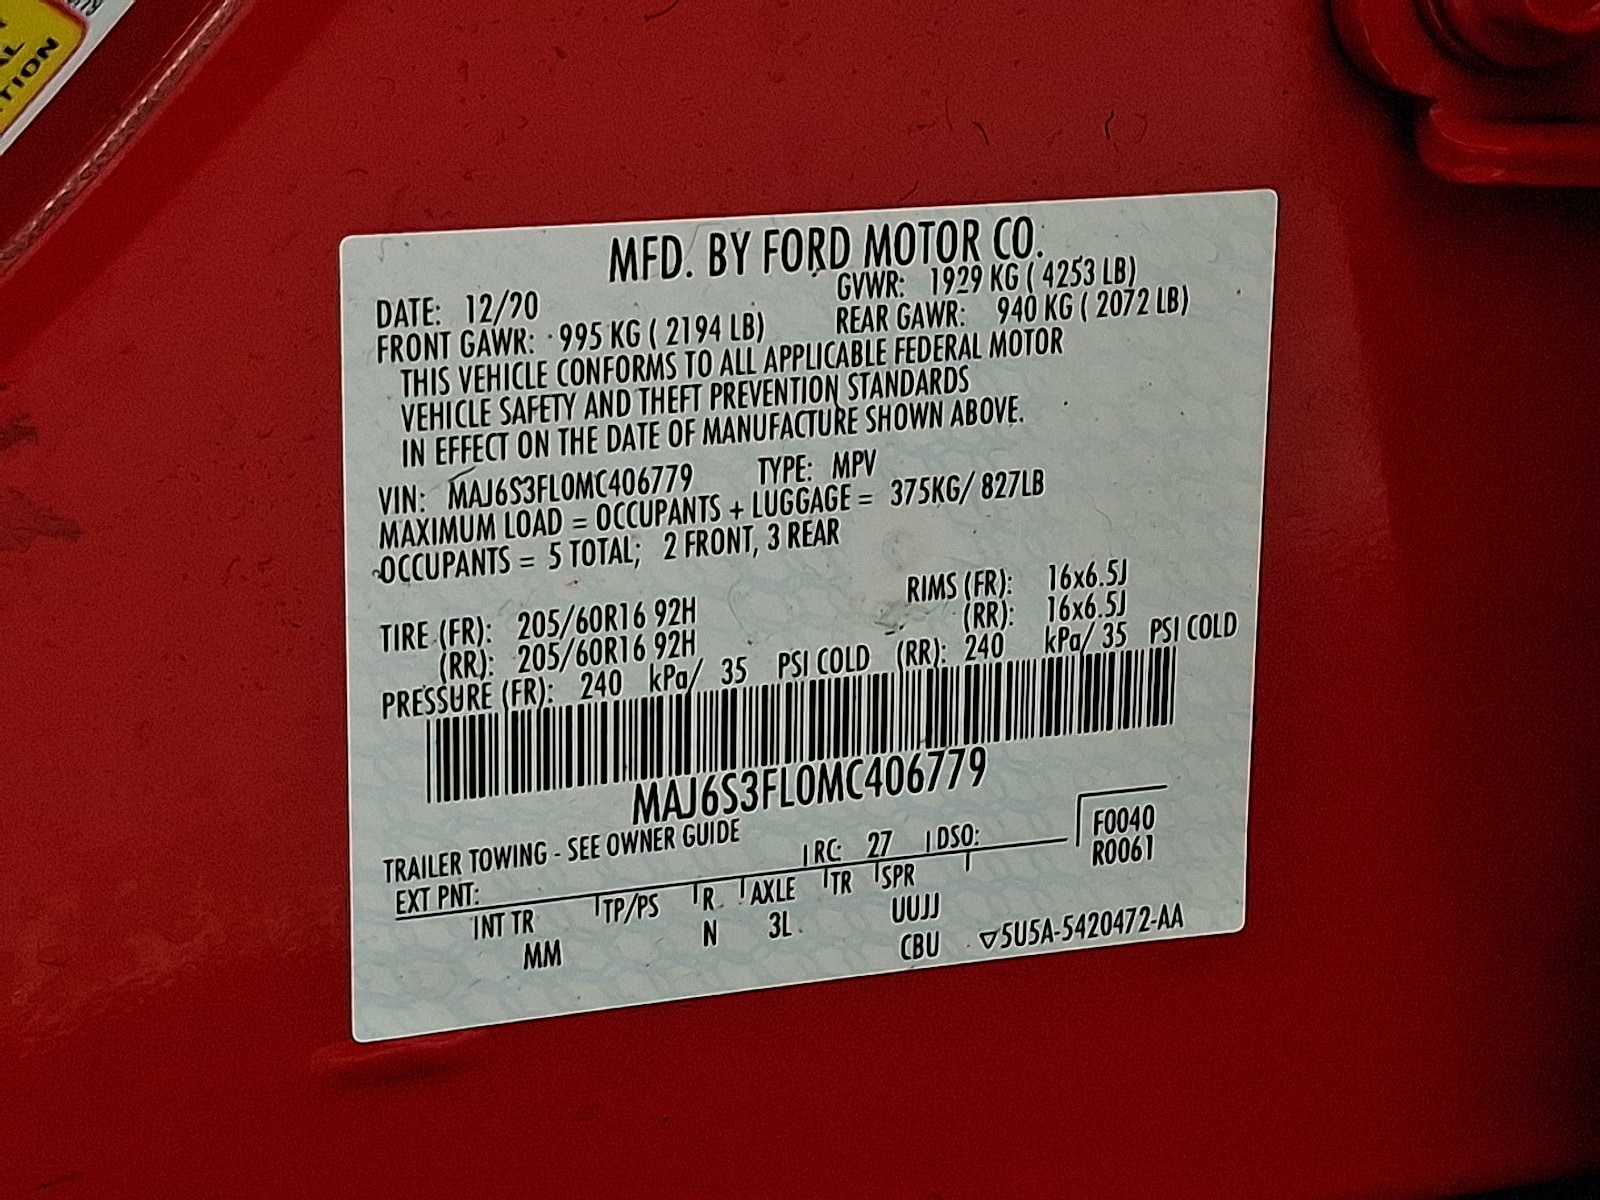 AL
TION
MFD. BY FORD MOTOR CO.
DATE: 12/20 GVWR: 1929 KG ( 4253 LB)
FRONT GAWR: 995 KG ( 2194 LB) REAR GAWR: 940 KG ( 2072 LB)
THIS VEHICLE CONFORMS TO ALL APPLICABLE FEDERAL MOTOR
VEHICLE SAFETY AND THEFT PREVENTION STANDARDS
IN EFFECT ON THE DATE OF MANUFACTURE SHOWN ABOVE.
VIN: MAJ6S3FL0MC406779 TYPE: MPV
MAXIMUM LOAD = OCCUPANTS + LUGGAGE = 375KG/ 827LB
OCCUPANTS = 5 TOTAL; 2 FRONT, 3 REAR
TIRE (FR): 205/60R16 92H RIMS (FR): 16x6.5J
(RR): 205/60R16 92H (RR): 16x6.5J
PRESSURE (FR): 240 kPa/ 35 PSI COLD (RR): 240 kPa/ 35 PSI COLD
MAJ6S3FL0MC406779
TRAILER TOWING - SEE OWNER GUIDE
EXT PNT: RC: 27 DSO: F0040
R0061
INT TR TP/PS R AXLE TR SPR
MM N 3L UUJJ
CBU ▽5U5A-5420472-AA